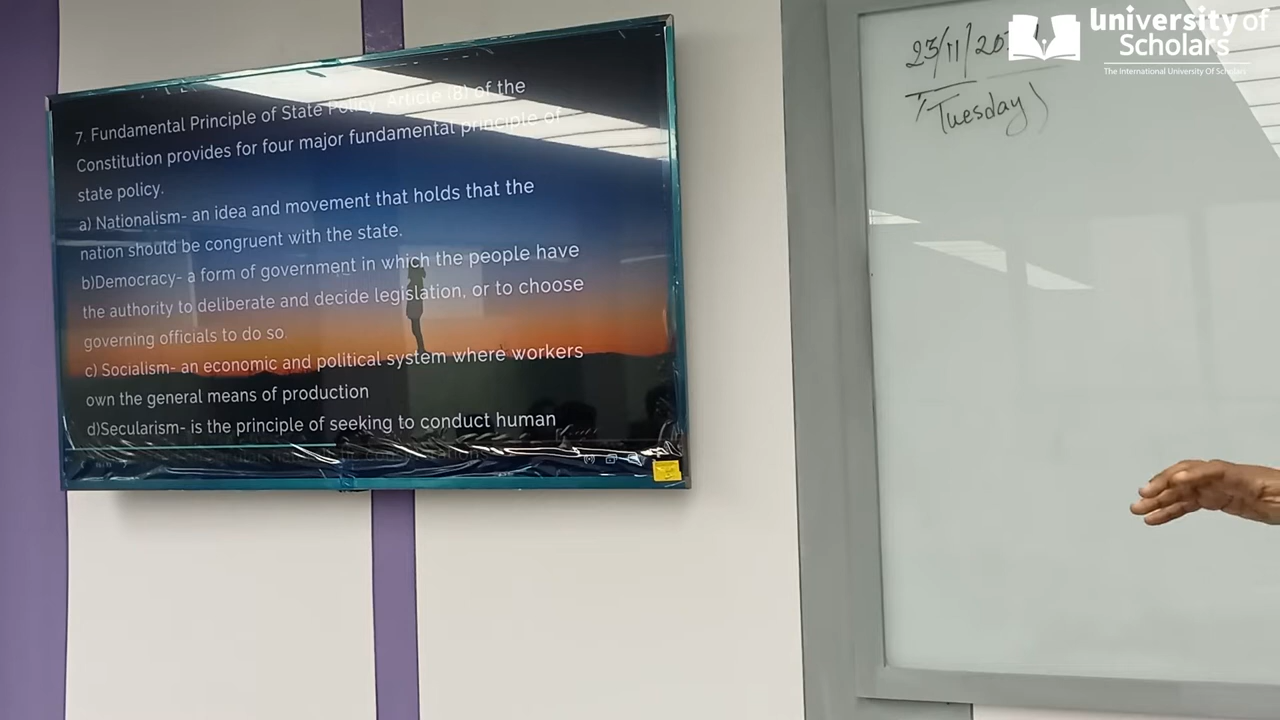 7. Fundamental Principle of State Policy: Article (8) of the
Constitution provides for four major fundamental principle of
state policy.
a) Nationalism- an idea and movement that holds that the
nation should be congruent with the state.
b)Democracy- a form of government in which the people have
the authority to deliberate and decide legislation, or to choose
governing officials to do so.
c) Socialism- an economic and political system where workers
own the general means of production
d)Secularism- is the principle of seeking to conduct human
23/11/20
(Tuesday)
university of
Scholars
The International University Of Scholars